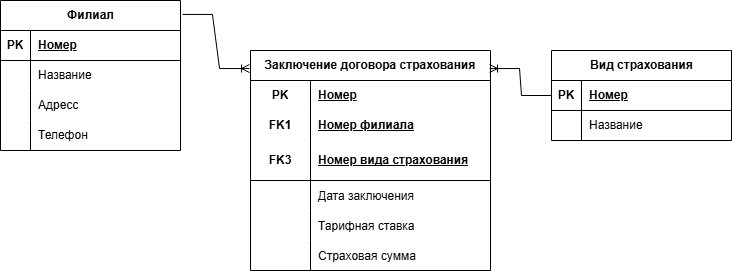 Филиал
PK Номер
Название
Адресс
Телефон
Заключение договора страхования
PK Номер
FK1 Номер филиала
FK3 Номер вида страхования
Дата заключения
Тарифная ставка
Страховая сумма
Вид страхования
PK Номер
Название